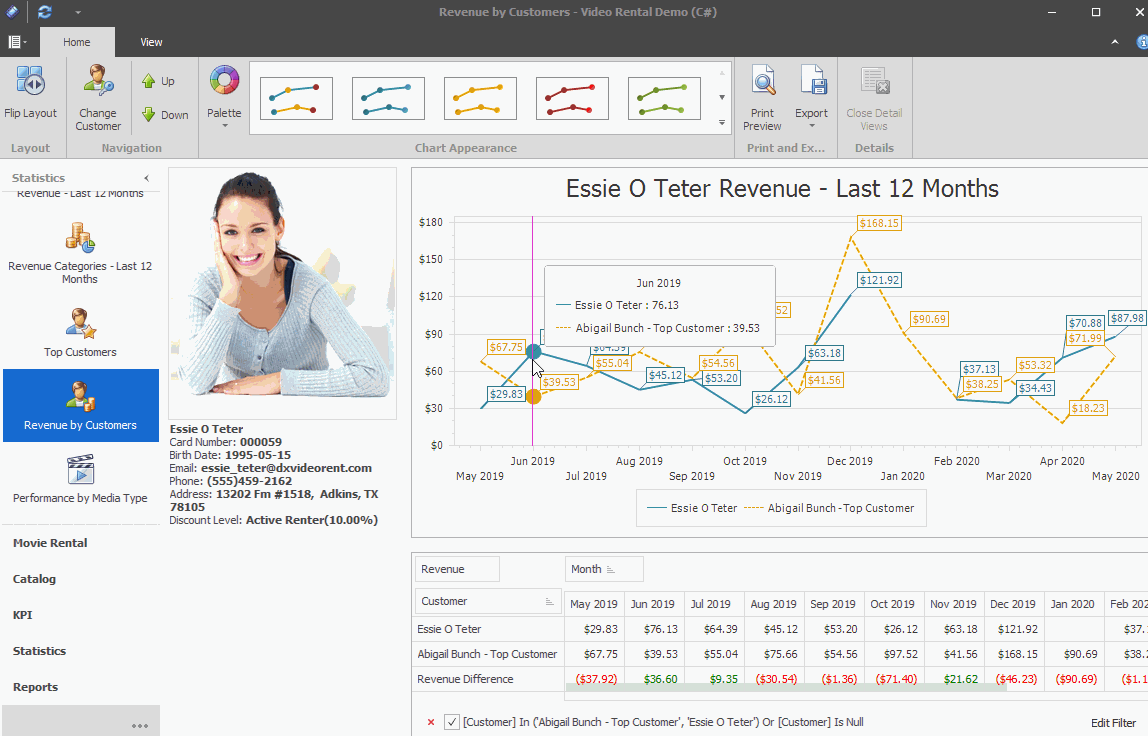 Revenue by Customers - Video Rental Demo (C#)
Home
View
Flip Layout
Change Customer
Up
Down
Palette
Print Preview
Export
Close Detail Views
Layout
Navigation
Chart Appearance
Print and Ex...
Details
Statistics
Revenue - Last 12 Months
Revenue Categories - Last 12
Months
Top Customers
Revenue by Customers
Performance by Media Type
Movie Rental
Catalog
KPI
Statistics
Reports
Essie O Teter
Card Number: 000059
Birth Date: 1995-05-15
Email: essie_teter@dxvideorent.com
Phone: (555)459-2162
Address: 13202 Fm #1518, Adkins, TX
78105
Discount Level: Active Renter(10.00%)
Essie O Teter Revenue - Last 12 Months
$180
$150
$120
$90
$60
$30
$0
$168.15
$121.92
Jun 2019
Essie O Teter : 76.13
Abigail Bunch - Top Customer : 39.53
$90.69
$70.88
$87.98
$71.99
$67.75
$55.04
$54.56
$63.18
$53.32
$37.13
$45.12
$53.20
$39.53
$41.56
$38.25
$34.43
$29.83
$26.12
$18.23
Jun 2019 Aug 2019 Oct 2019 Dec 2019 Feb 2020 Apr 2020
May 2019 Jul 2019 Sep 2019 Nov 2019 Jan 2020 Mar 2020 May 2020
Essie O Teter Abigail Bunch - Top Customer
Revenue Month
Customer May 2019 Jun 2019 Jul 2019 Aug 2019 Sep 2019 Oct 2019 Nov 2019 Dec 2019 Jan 2020 Feb 202
Essie O Teter $29.83 $76.13 $64.39 $45.12 $53.20 $26.12 $63.18 $121.92 $37.
Abigail Bunch - Top Customer $67.75 $39.53 $55.04 $75.66 $54.56 $97.52 $41.56 $168.15 $90.69 $38.
Revenue Difference ($37.92) $36.60 $9.35 ($30.54) ($1.36) ($71.40) $21.62 ($46.23) ($90.69) ($1.1
[Customer] In ('Abigail Bunch - Top Customer', 'Essie O Teter') Or [Customer] Is Null
Edit Filter